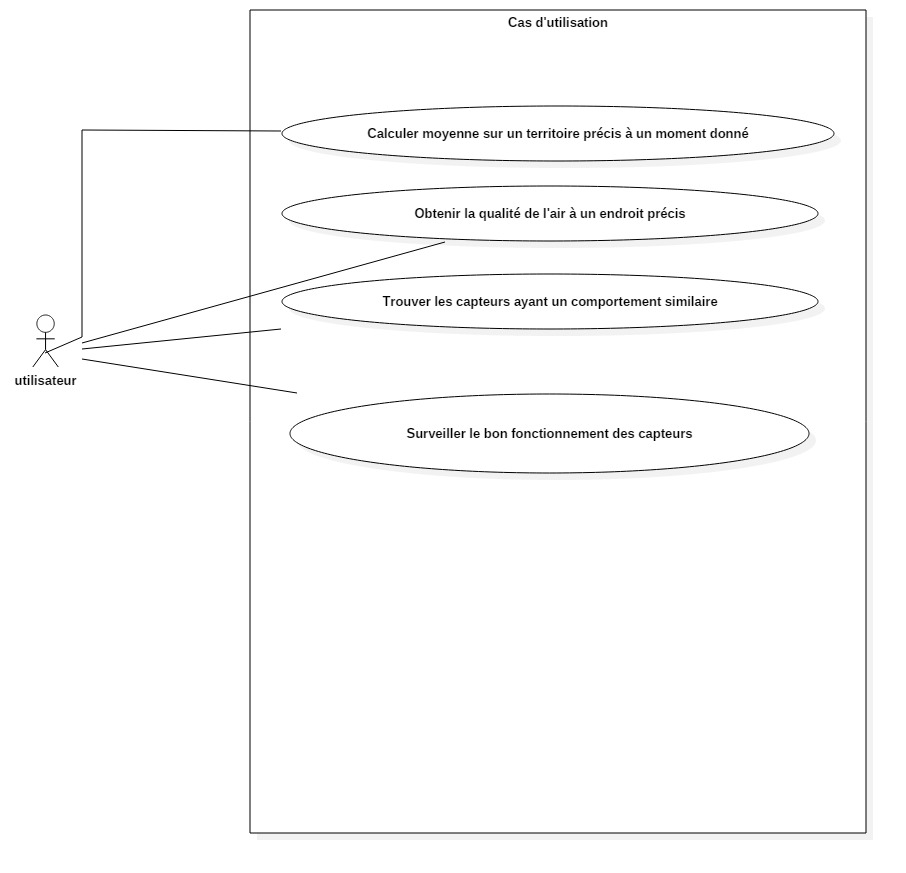 Cas d'utilisation
Calculer moyenne sur un territoire précis à un moment donné
Obtenir la qualité de l'air à un endroit précis
Trouver les capteurs ayant un comportement similaire
utilisateur
Surveiller le bon fonctionnement des capteurs